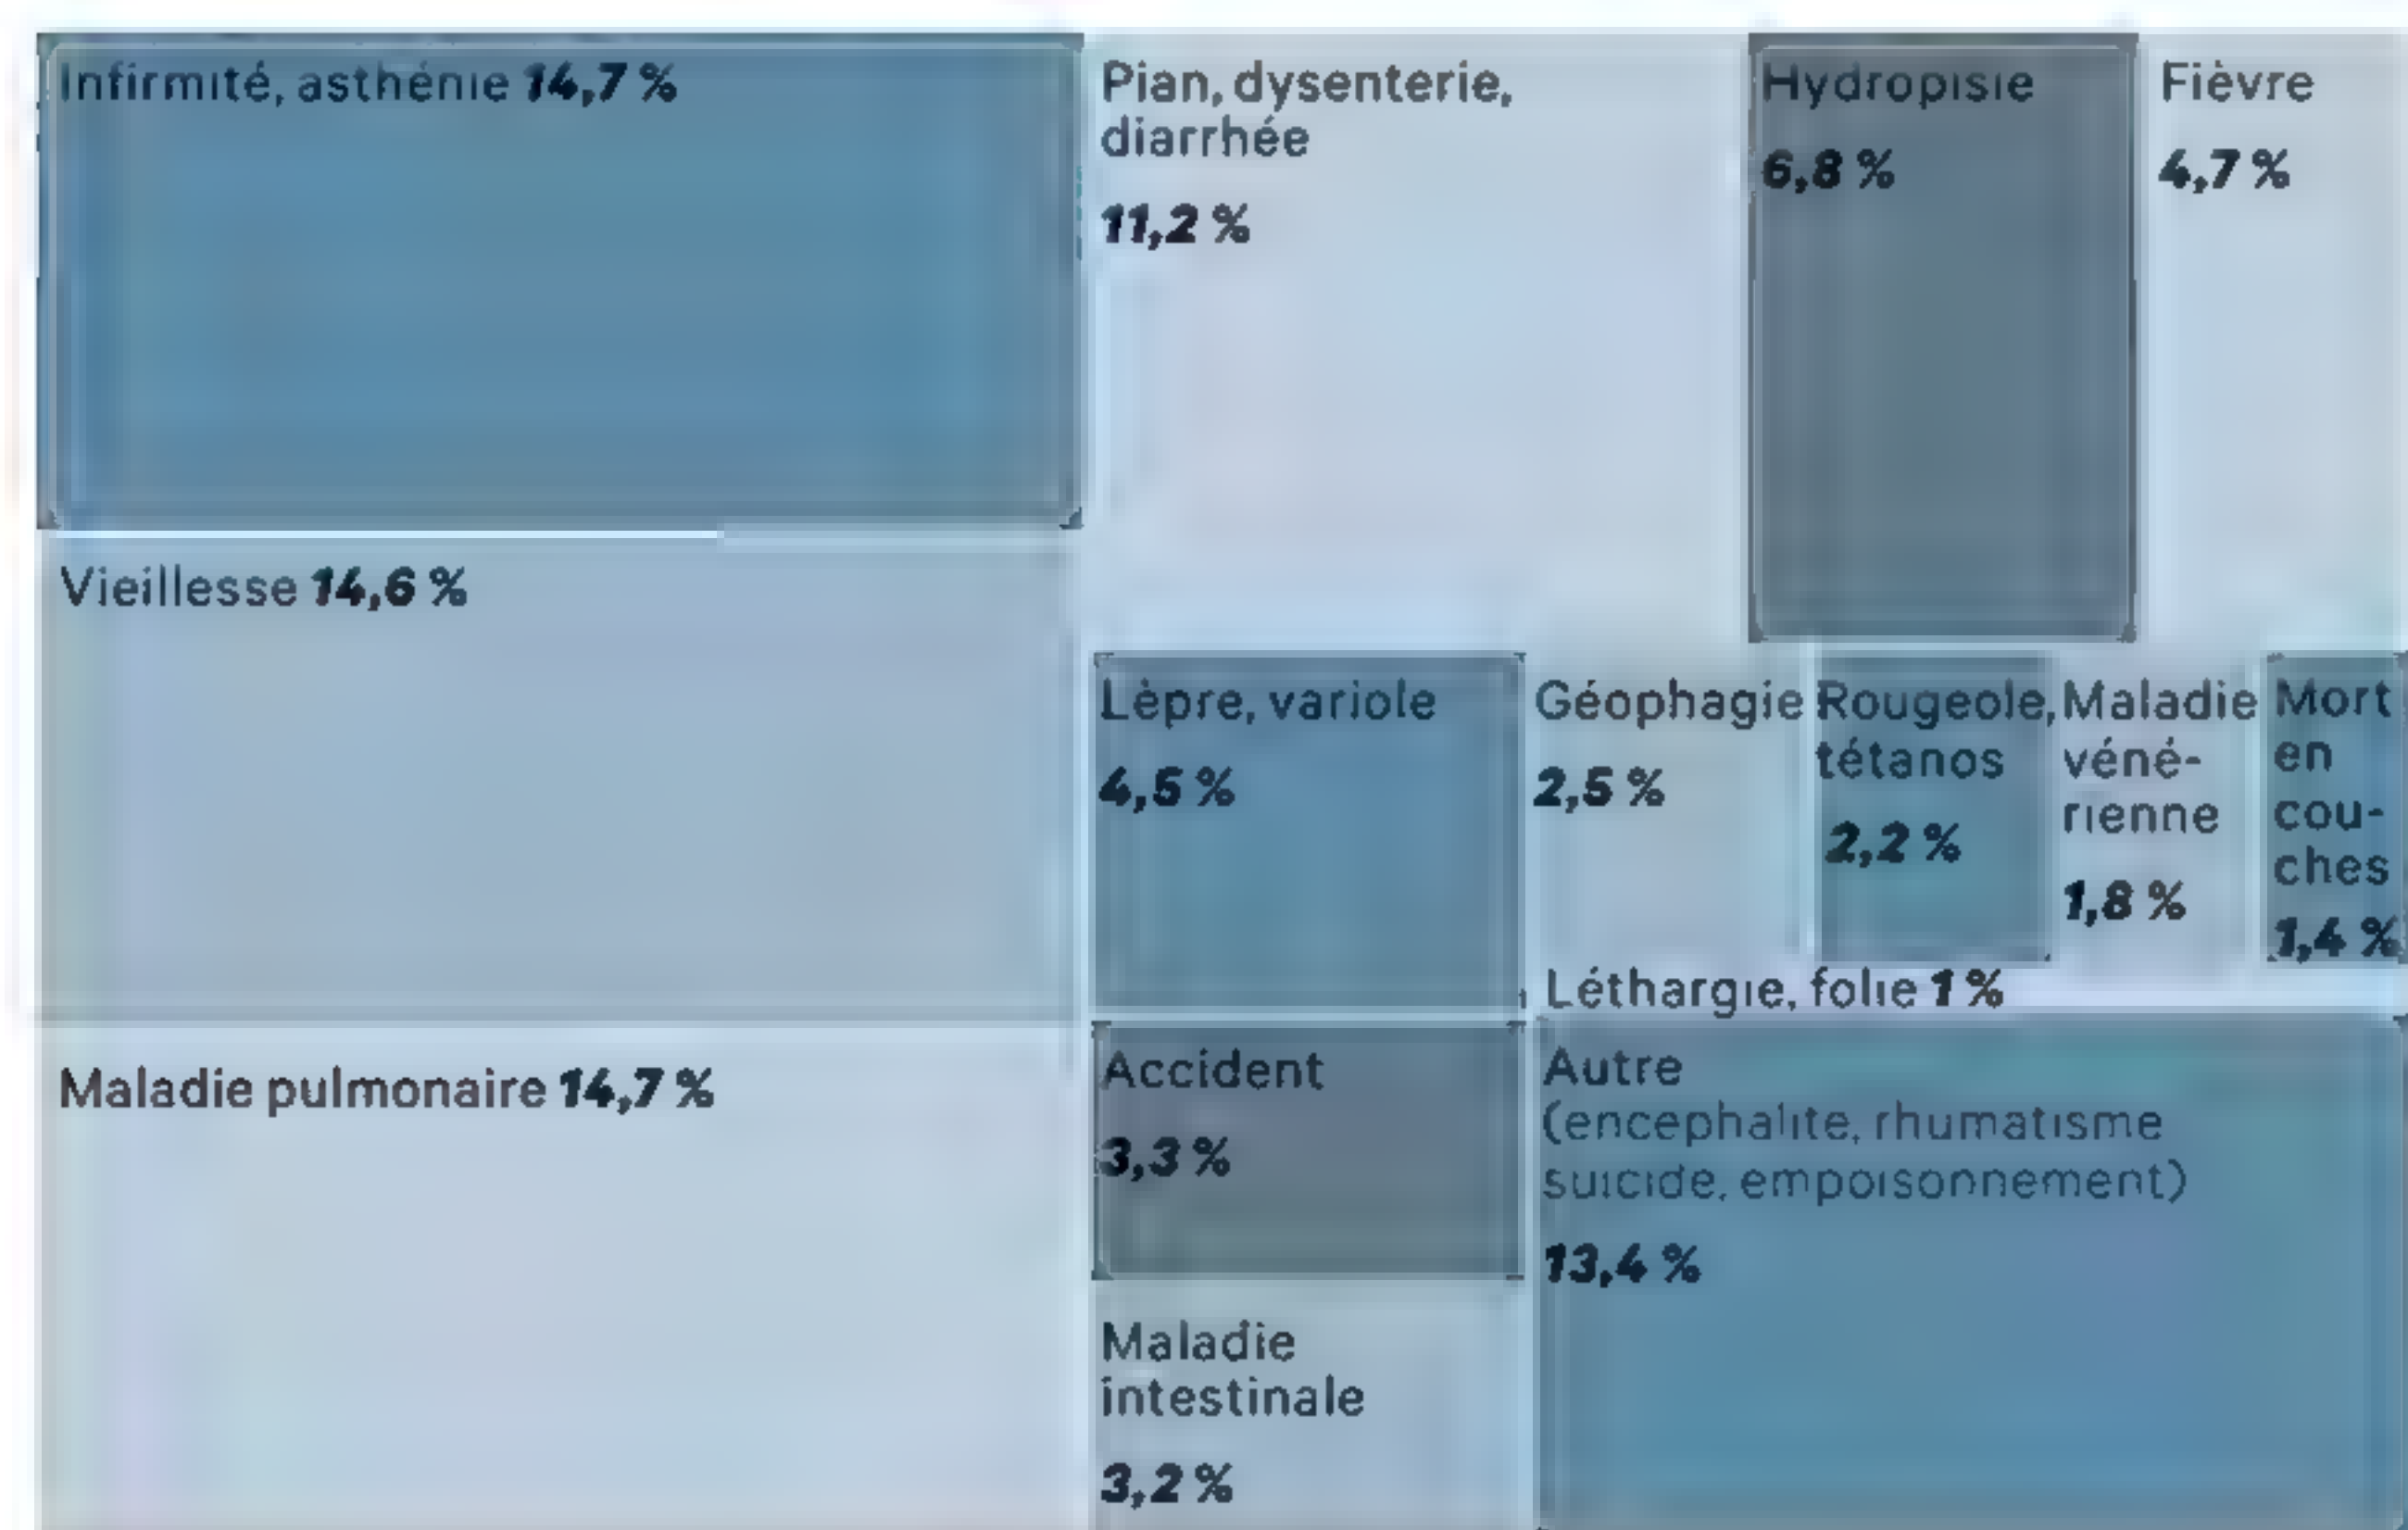 Infirmité, asthénie 14,7 %
Vieillesse 14,6 %
Maladie pulmonaire 14,7 %
Pian, dysenterie,
diarrhée
11,2 %
Hydropisie
6,8 %
Fièvre
4,7 %
Lèpre, variole
4,5 %
Géophagie
2,5 %
Rougeole,
tétanos
2,2 %
Maladie
véné-
rienne
1,8 %
Mort
en
cou-
ches
1,4 %
Léthargie, folie 1 %
Accident
3,3 %
Maladie
intestinale
3,2 %
Autre
(encephalite, rhumatisme
suicide, empoisonnement)
13,4 %